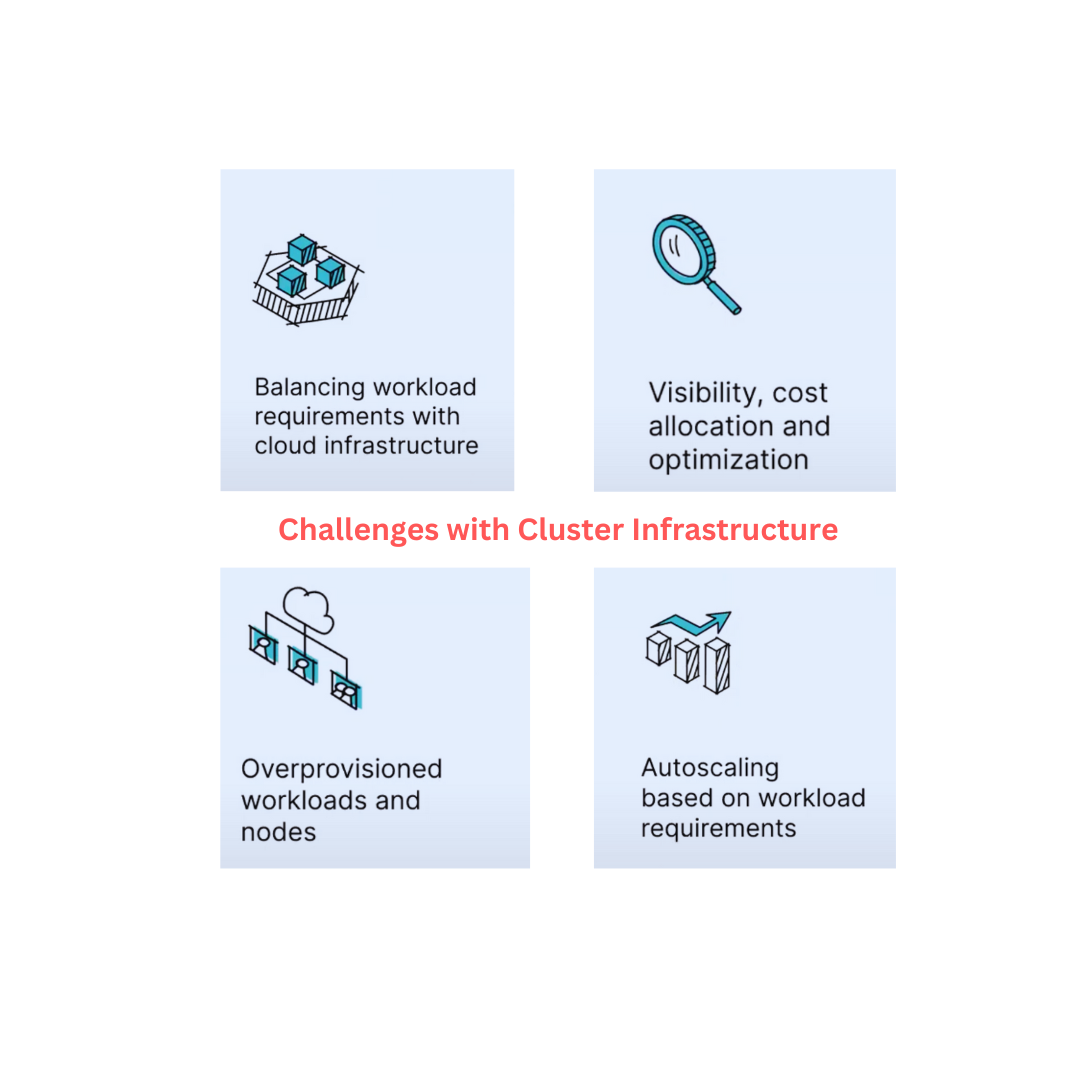 Balancing workload
requirements with
cloud infrastructure
Visibility, cost
allocation and
optimization
Challenges with Cluster Infrastructure
Overprovisioned
workloads and
nodes
Autoscaling
based on workload
requirements